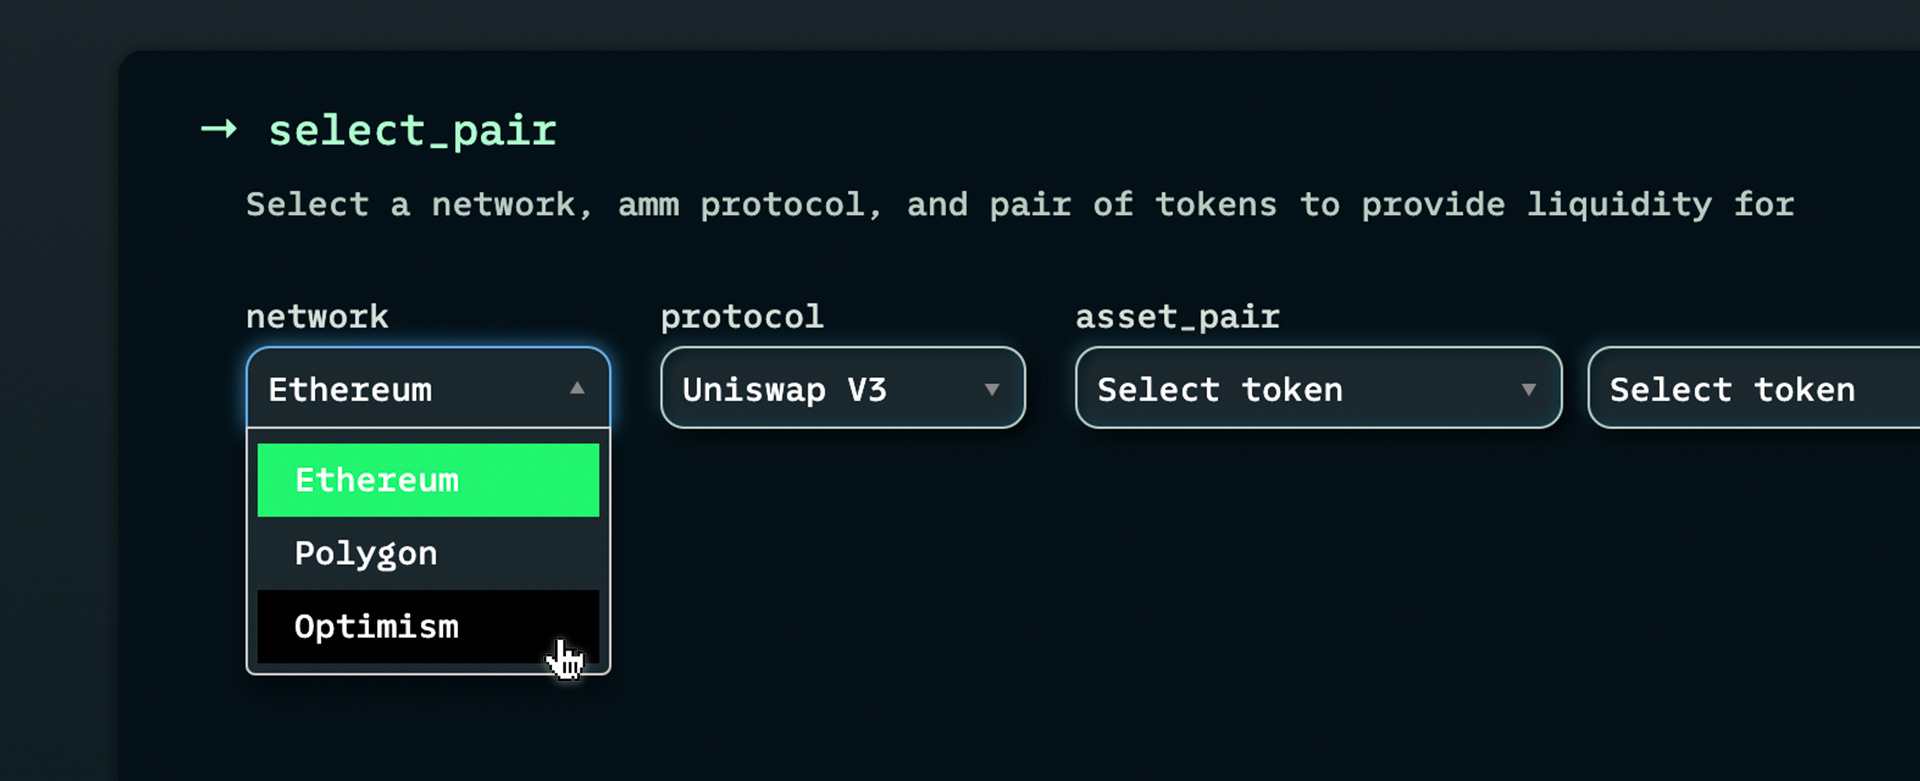 → select_pair
Select a network, amm protocol, and pair of tokens to provide liquidity for
network protocol asset_pair
Ethereum Uniswap V3 Select token Select token
Ethereum
Polygon
Optimism